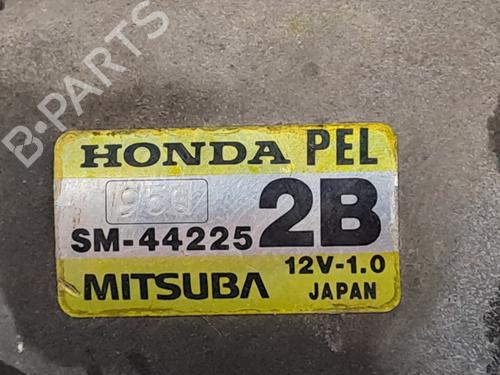 B-PARTS
HONDA PEL
SM-44225 2B
12V-1.0
MITSUBA JAPAN